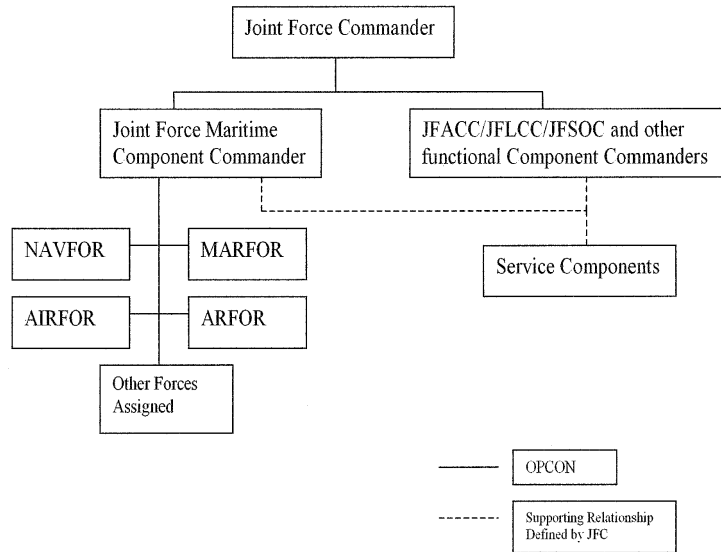 Joint Force Commander
Joint Force Maritime
Component Commander
JFACC/JFLCC/JFSOC and other
functional Component Commanders
NAVFOR
MARFOR
Service Components
AIRFOR
ARFOR
Other Forces
Assigned
OPCON
Supporting Relationship
Defined by JFC